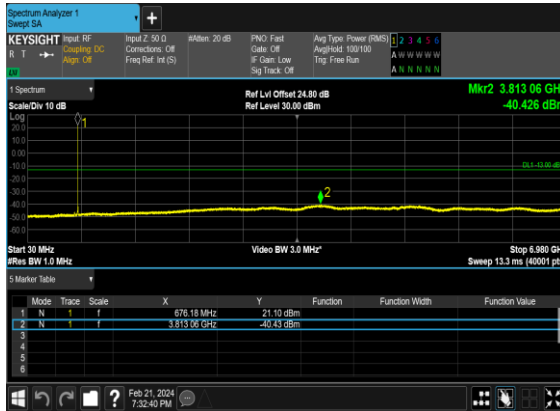 Spectrum Analyzer 1
Swept SA
+
KEYSIGHT Input: RF Input Z: 50 Ω #Atten: 20 dB PNO: Fast Avg Type: Power (RMS) 1 2 3 4 5 6
R T Coupling: DC Corrections: Off Gate: Off Avg|Hold: 100/100 A W W W W W
Align: Off Freq Ref: Int (S) IF Gain: Low Trig: Free Run
Sig Track: Off A N N N N N
1 Spectrum
Ref Lvl Offset 24.80 dB Mkr2 3.813 06 GH
Scale/Div 10 dB Ref Level 30.00 dBm -40.426 dBr
Log
1
20.0
10.0
0.00
-10.0
DL1 -13.00 dB
-20.0
-30.0
2
-40.0
-50.0
-60.0
Start 30 MHz Video BW 3.0 MHz* Stop 6.980 GH
#Res BW 1.0 MHz Sweep 13.3 ms (40001 pt
5 Marker Table
Mode Trace Scale X Y Function Function Width Function Value
1 N 1 f 676.18 MHz 21.10 dBm
2 N 1 f 3.813 06 GHz -40.43 dBm
3
4
5
6
? Feb 21, 2024
7:32:40 PM